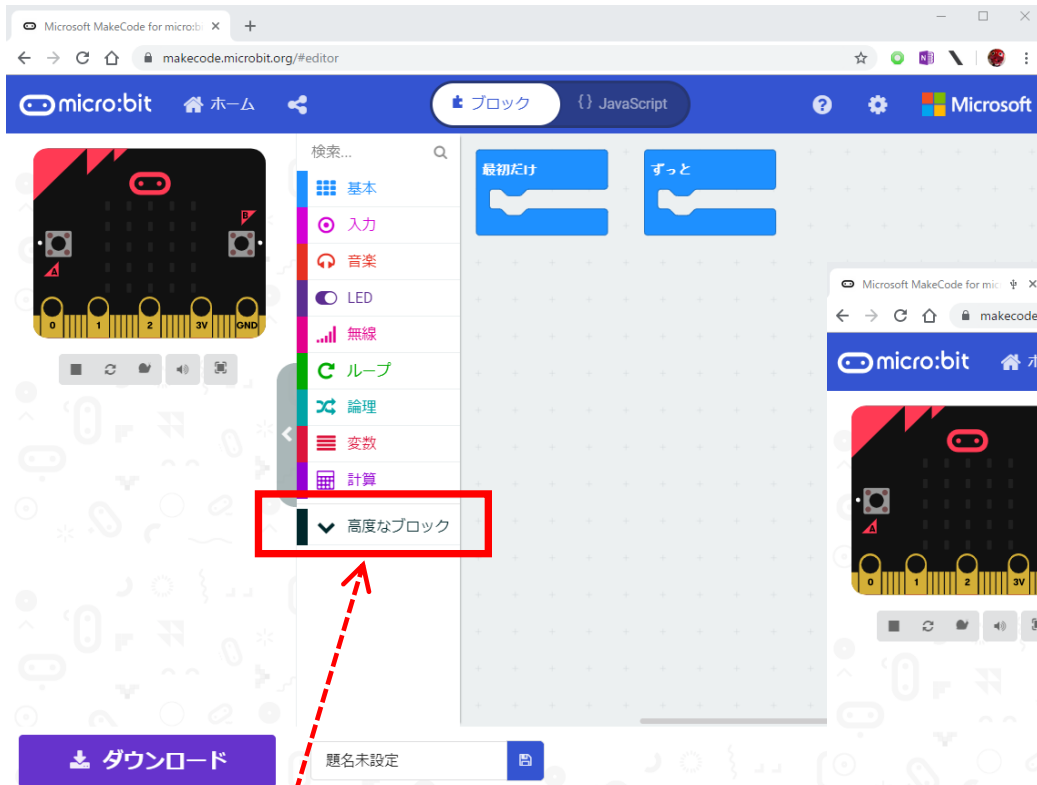 Microsoft MakeCode for micro:b
makecode.microbit.org/#editor
micro:bit
ホーム
ブロック
{} JavaScript
Microsoft
検索...
基本
入力
音楽
LED
無線
ループ
論理
変数
計算
高度なブロック
最初だけ
ずっと
B
A
0
1
2
3V
GND
ダウンロード
題名未設定
Microsoft MakeCode for mic
makecode
micro:bit
A
0
1
2
3V